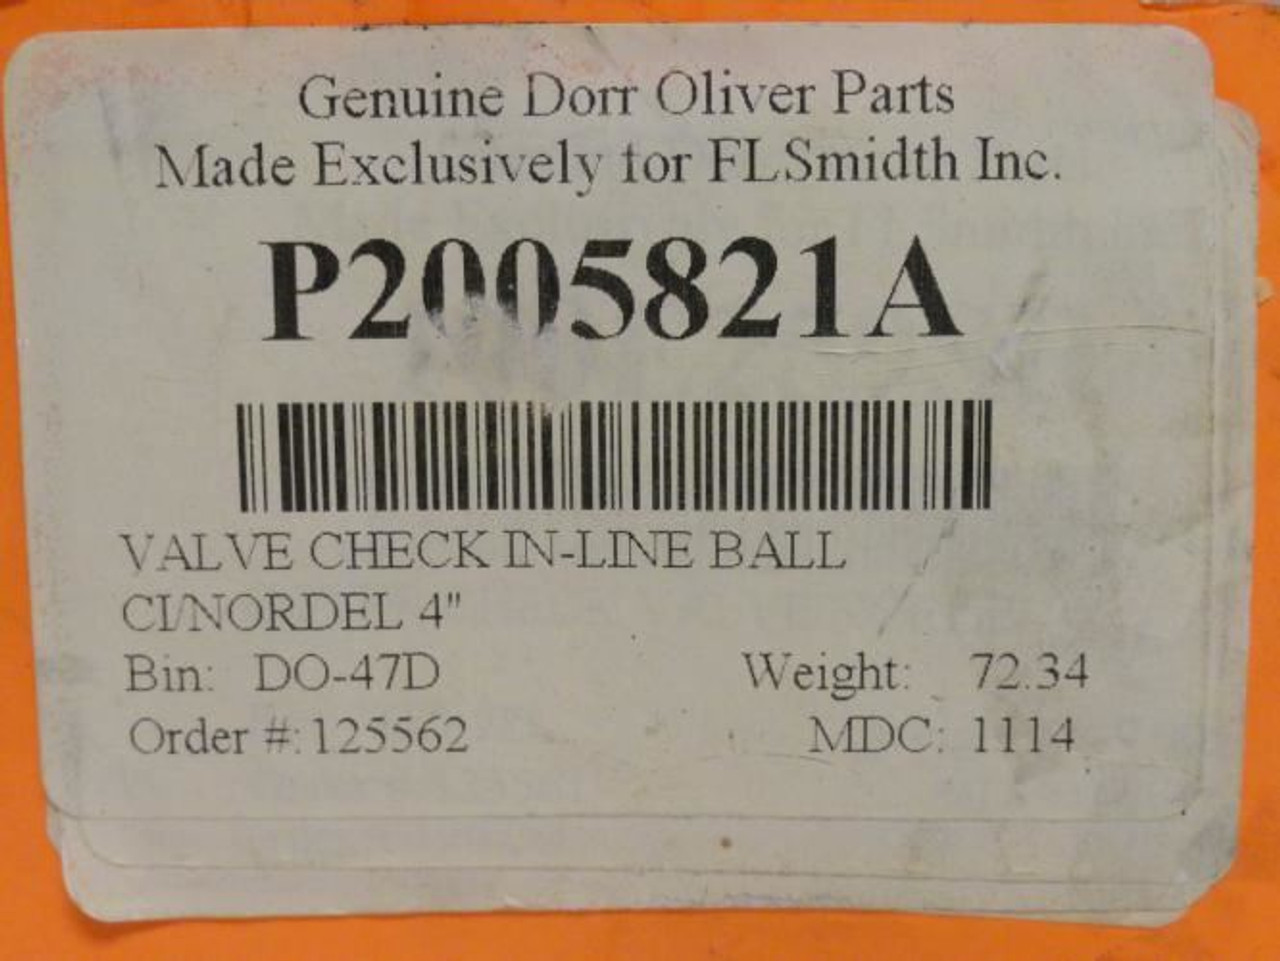 Genuine Dorr Oliver Parts
Made Exclusively for FLSmidth Inc.
P2005821A
VALVE CHECK IN-LINE BALL
CI/NORDEL 4"
Bin: DO-47D Weight: 72.34
Order #: 125562 MDC: 1114